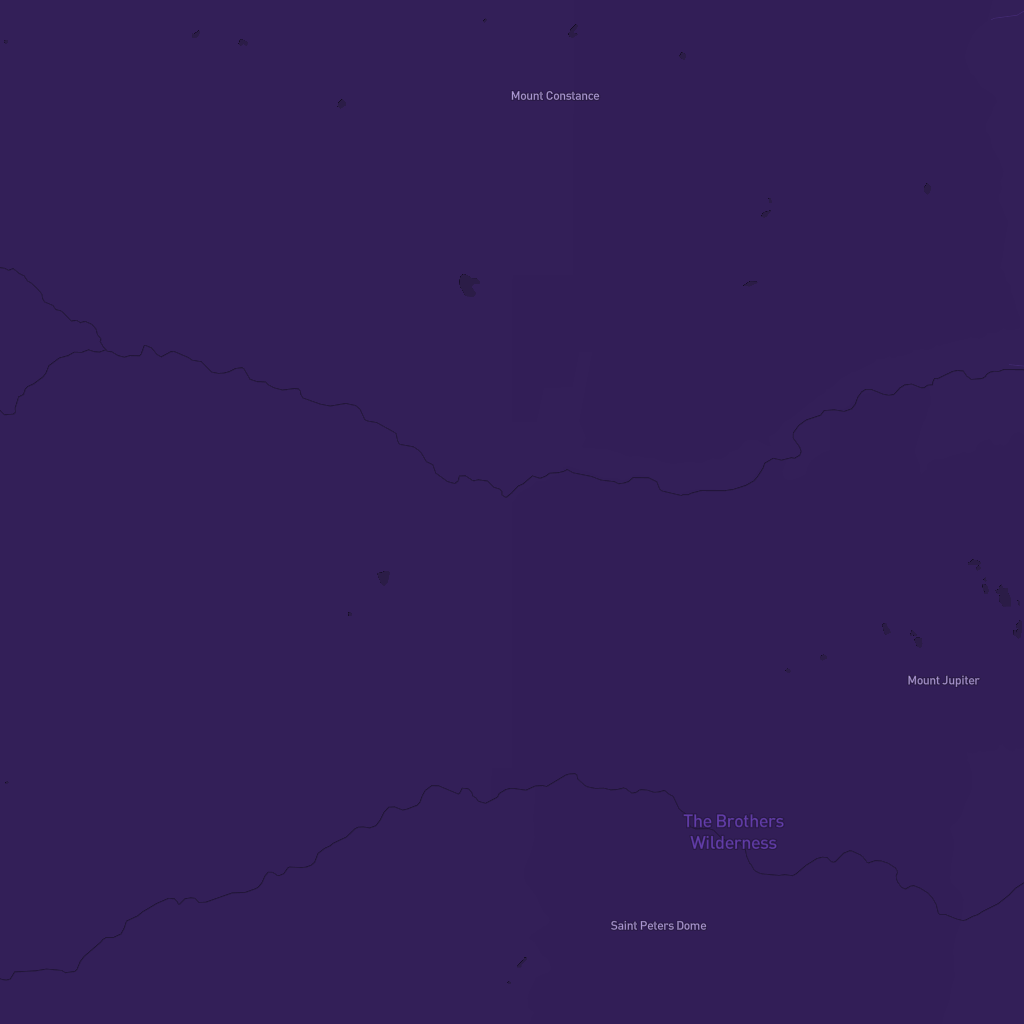 Mount Constance
Mount Jupiter
The Brothers
Wilderness
Saint Peters Dome